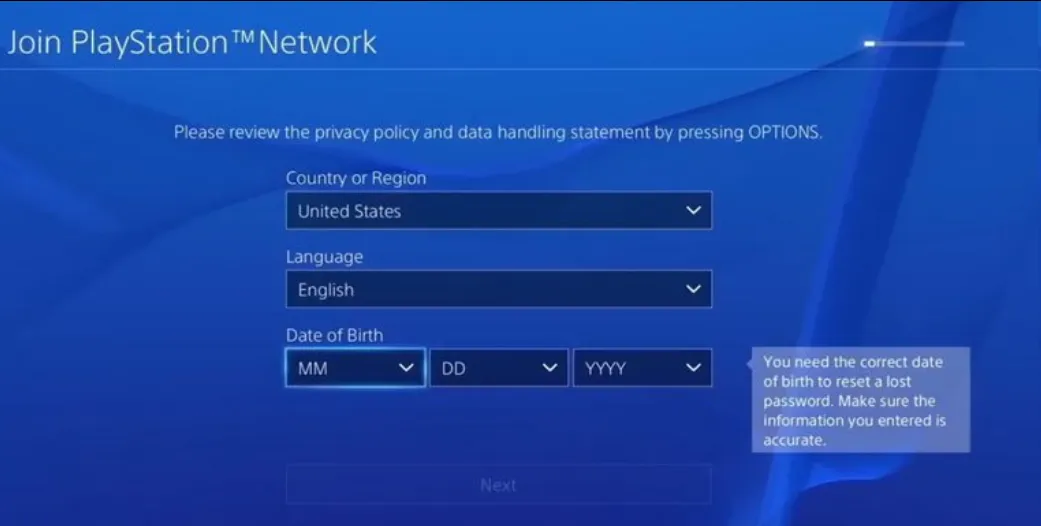 Join PlayStation™Network
Please review the privacy policy and data handling statement by pressing OPTIONS.
Country or Region
United States
Language
English
Date of Birth
MM DD YYYY
You need the correct date
of birth to reset a lost
password. Make sure the
information you entered is
accurate.
Next